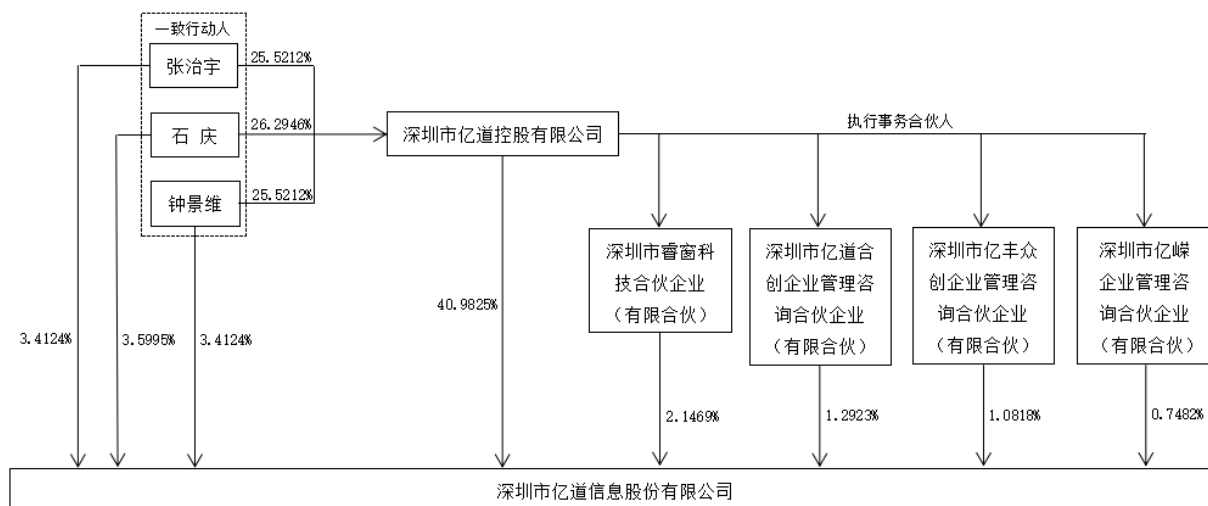 一致行动人
张治宇
25.5212%
石 庆
26.2946%
钟景维
25.5212%
深圳市亿道控股有限公司
执行事务合伙人
深圳市睿窗科
技合伙企业
（有限合伙）
深圳市亿道合
创企业管理咨
询合伙企业
（有限合伙）
深圳市亿丰众
创企业管理咨
询合伙企业
（有限合伙）
深圳市亿嵘
企业管理咨
询合伙企业
（有限合伙）
3.4124%
3.5995%
3.4124%
40.9825%
2.1469%
1.2923%
1.0818%
0.7482%
深圳市亿道信息股份有限公司